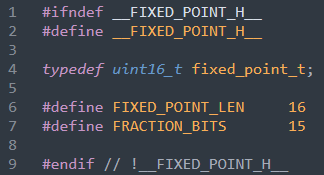 1 #ifndef __FIXED_POINT_H__
2 #define __FIXED_POINT_H__
3
4 typedef uint16_t fixed_point_t;
5
6 #define FIXED_POINT_LEN     16
7 #define FRACTION_BITS       15
8
9 #endif // !__FIXED_POINT_H__